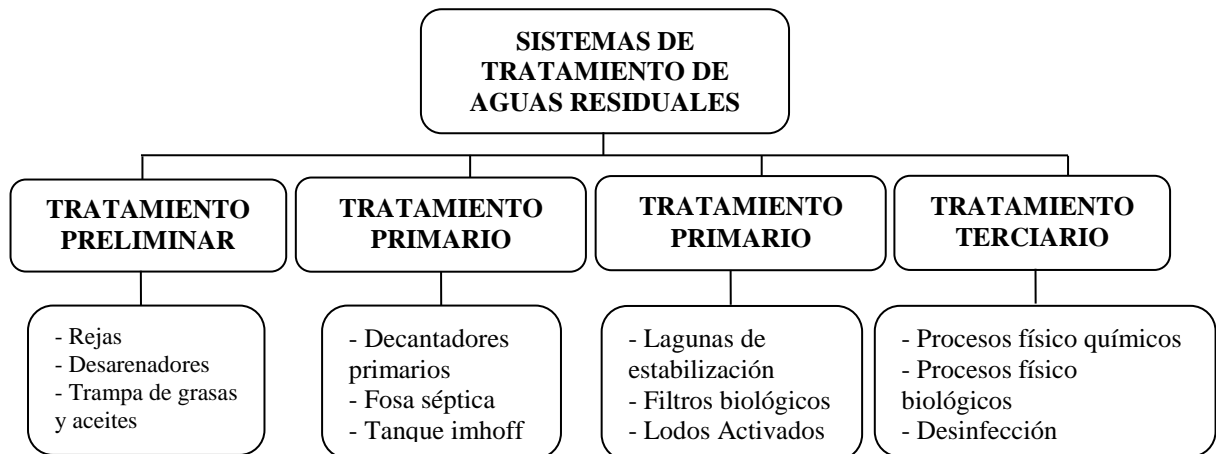 SISTEMAS DE
TRATAMIENTO DE
AGUAS RESIDUALES
TRATAMIENTO
PRELIMINAR
TRATAMIENTO
PRIMARIO
TRATAMIENTO
PRIMARIO
TRATAMIENTO
TERCIARIO
- Rejas
- Desarenadores
- Trampa de grasas
y aceites
- Decantadores
primarios
- Fosa séptica
- Tanque imhoff
- Lagunas de
estabilización
- Filtros biológicos
- Lodos Activados
- Procesos físico químicos
- Procesos físico
biológicos
- Desinfección